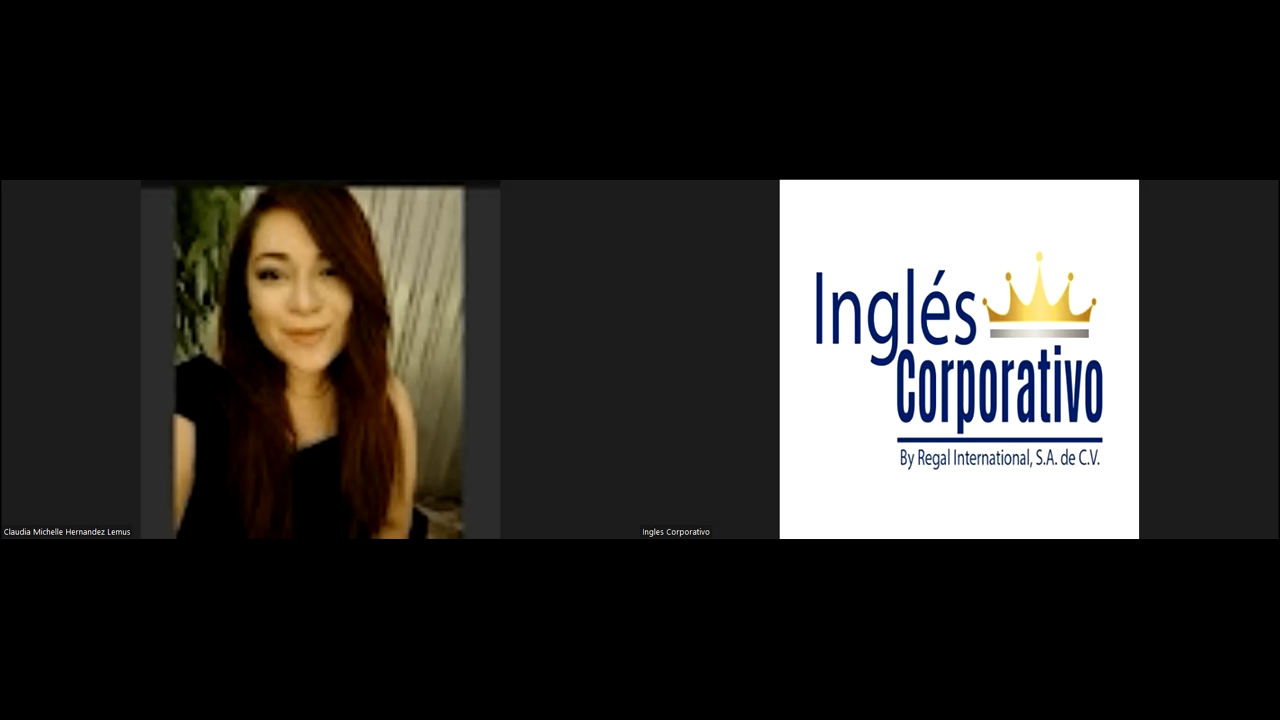 Inglés
Corporativo
By Regal International, S.A. de C.V.
Claudia Michelle Hernandez Lemus
Ingles Corporativo